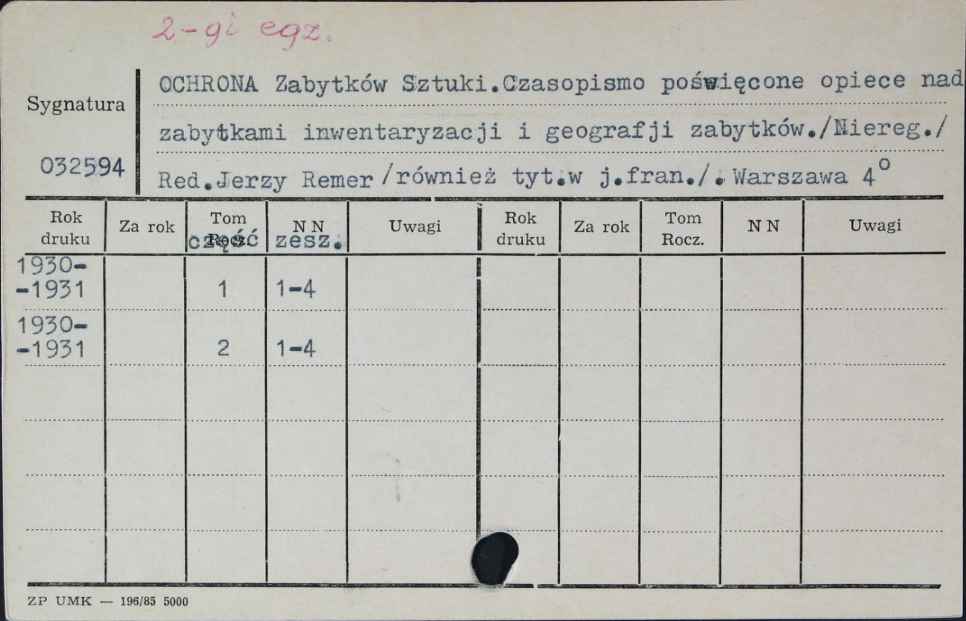 2-gi egz.
OCHRONA Zabytków Sztuki.Czasopismo poświęcone opiece nad
Sygnatura
zabytkami inwentaryzacji i geografji zabytków./Niereg./
032594
Red.Jerzy Remer/również tyt.w j.fran./. Warszawa 4°
Rok druku Za rok Tom Rocz. N N Uwagi Rok druku Za rok Tom Rocz. N N Uwagi
część zesz.
1930-
-1931 1 1-4
1930-
-1931 2 1-4
ZP UMK — 196/85 5000